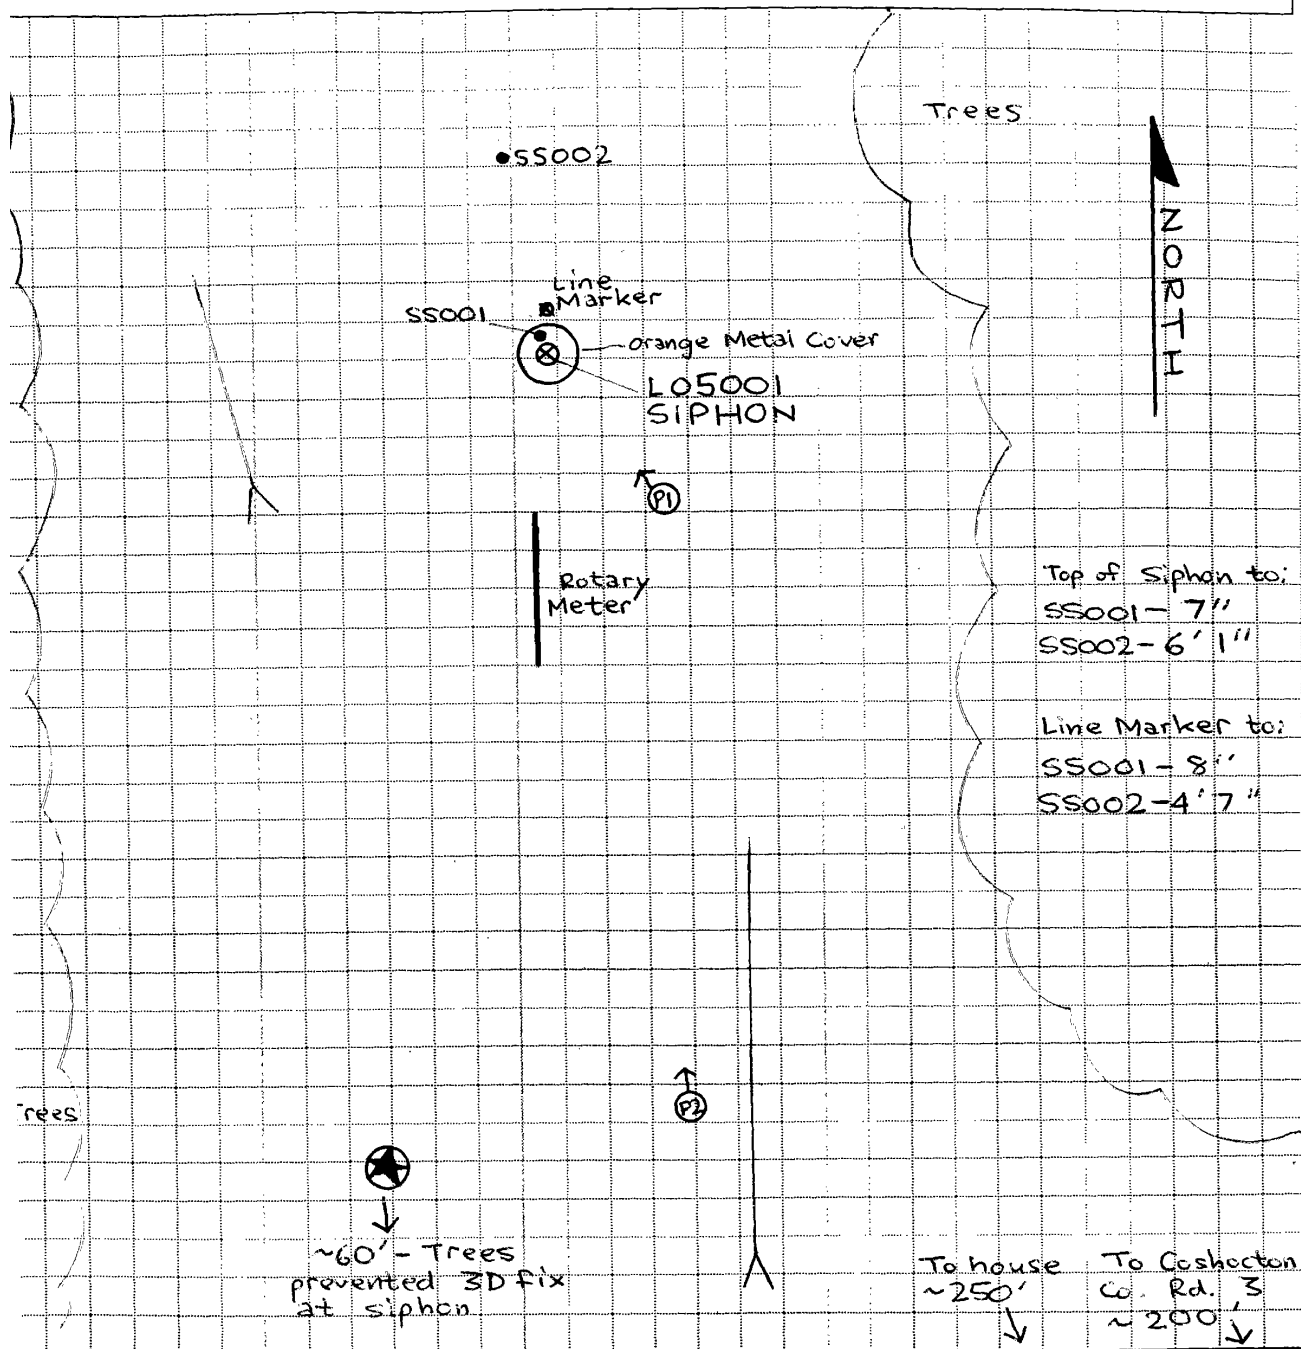 Trees
SS002
NORTH
Line
Marker
SS001
Orange Metal Cover
L05001
SIPHON
P1
Rotary
Meter
Top of Siphon to:
SS001- 7"
SS002- 6' 1"
Line Marker to:
SS001- 8"
SS002-4' 7"
P2
rees
~60' - Trees
prevented 3D fix
at siphon
To house
~250'
To Coshocton
Co. Rd. 3
~200'